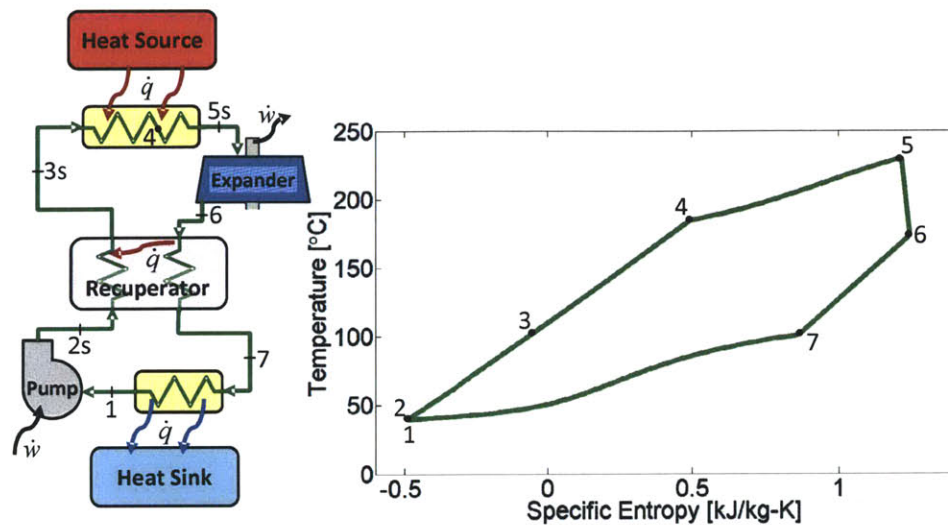 Heat Source
q̇
5s
ẇ
4
3s
Expander
6
q̇
Recuperator
2s
7
Pump
1
ẇ
q̇
Heat Sink
Temperature [°C]
250
200
150
100
50
0
5
4
6
3
7
2
1
-0.5
0
0.5
1
Specific Entropy [kJ/kg-K]